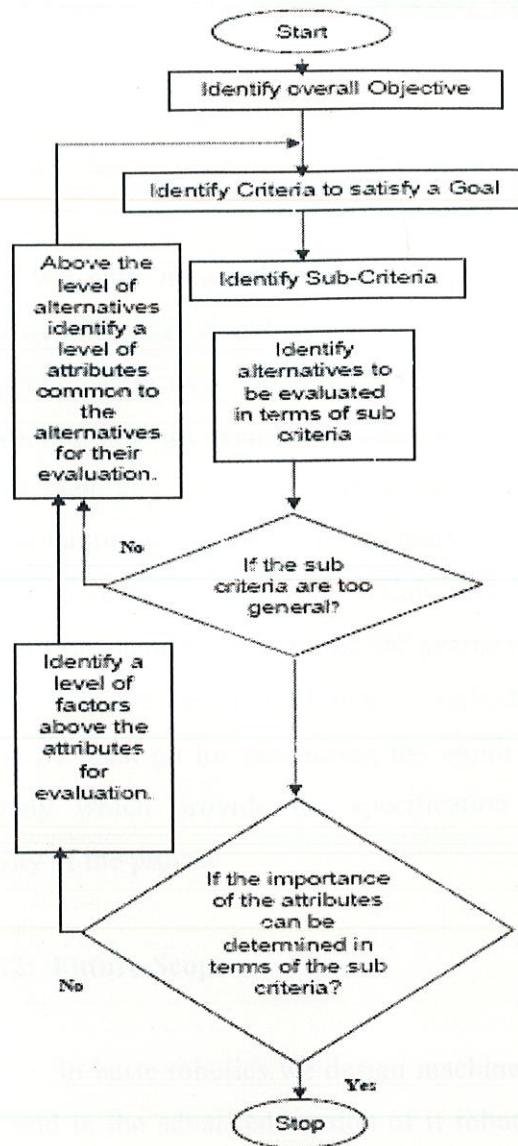 Start
Identify overall Objective
Identify Criteria to satisfy a Goal
Identify Sub-Criteria
Above the
level of
alternatives
identify a
level of
attributes
common to
the
alternatives
for their
evaluation.
Identify
alternatives to
be evaluated
in terms of sub
criteria
No
If the sub
criteria are too
general?
Identify a
level of
factors
above the
attributes
for
evaluation.
If the importance
of the attributes
can be
determined in
terms of the sub
criteria?
No
Yes
Stop